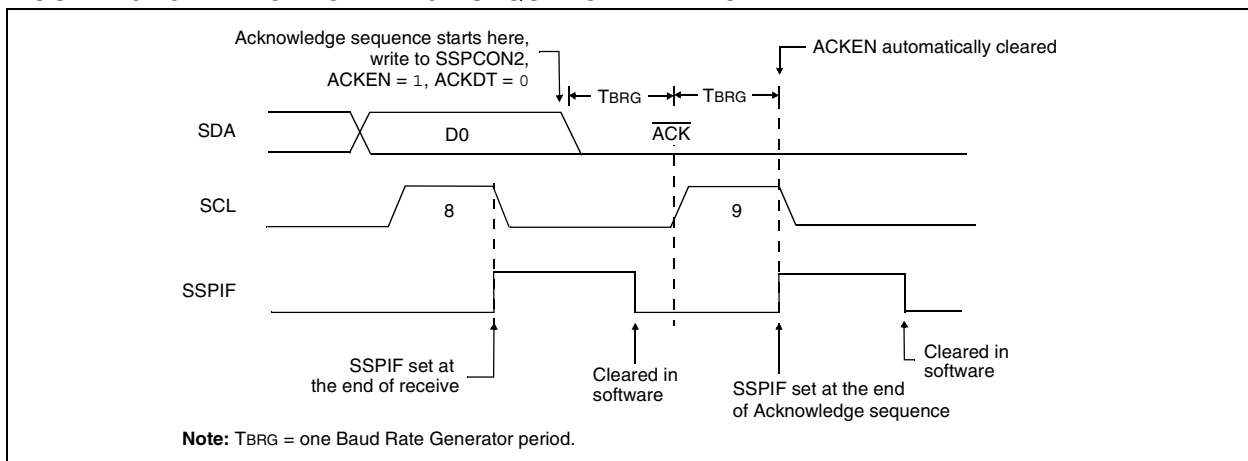 Acknowledge sequence starts here,
write to SSPCON2,
ACKEN = 1, ACKDT = 0
ACKEN automatically cleared
TBRG
TBRG
SDA
D0
ACK
SCL
8
9
SSPIF
SSPIF set at
the end of receive
Cleared in
software
SSPIF set at the end
of Acknowledge sequence
Cleared in
software
Note: TBRG = one Baud Rate Generator period.